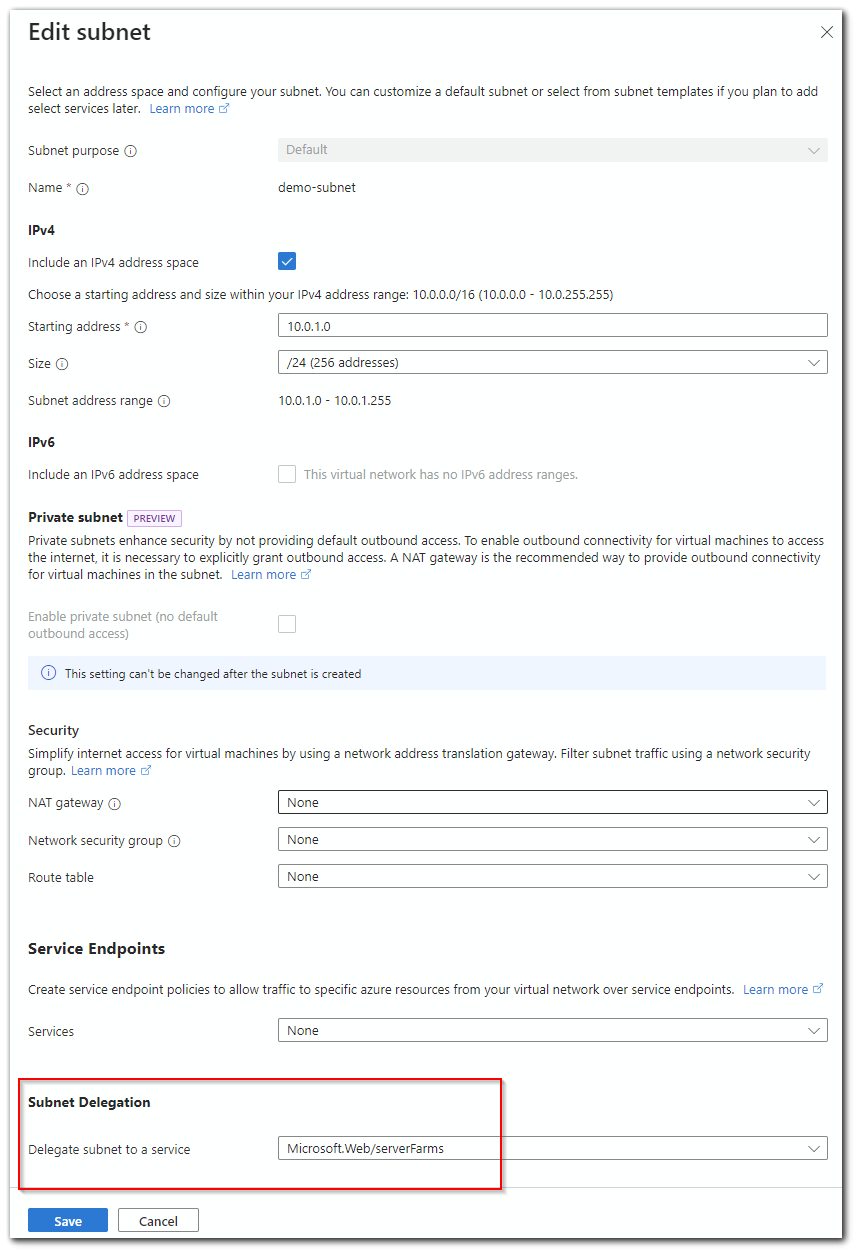 Edit subnet
Select an address space and configure your subnet. You can customize a default subnet or select from subnet templates if you plan to add
select services later. Learn more
Subnet purpose
Default
Name *
demo-subnet
IPv4
Include an IPv4 address space
Choose a starting address and size within your IPv4 address range: 10.0.0.0/16 (10.0.0.0 - 10.0.255.255)
Starting address *
10.0.1.0
Size
/24 (256 addresses)
Subnet address range
10.0.1.0 - 10.0.1.255
IPv6
Include an IPv6 address space
This virtual network has no IPv6 address ranges.
Private subnet PREVIEW
Private subnets enhance security by not providing default outbound access. To enable outbound connectivity for virtual machines to access
the internet, it is necessary to explicitly grant outbound access. A NAT gateway is the recommended way to provide outbound connectivity
for virtual machines in the subnet. Learn more
Enable private subnet (no default
outbound access)
This setting can't be changed after the subnet is created
Security
Simplify internet access for virtual machines by using a network address translation gateway. Filter subnet traffic using a network security
group. Learn more
NAT gateway
None
Network security group
None
Route table
None
Service Endpoints
Create service endpoint policies to allow traffic to specific azure resources from your virtual network over service endpoints. Learn more
Services
None
Subnet Delegation
Delegate subnet to a service
Microsoft.Web/serverFarms
Save
Cancel